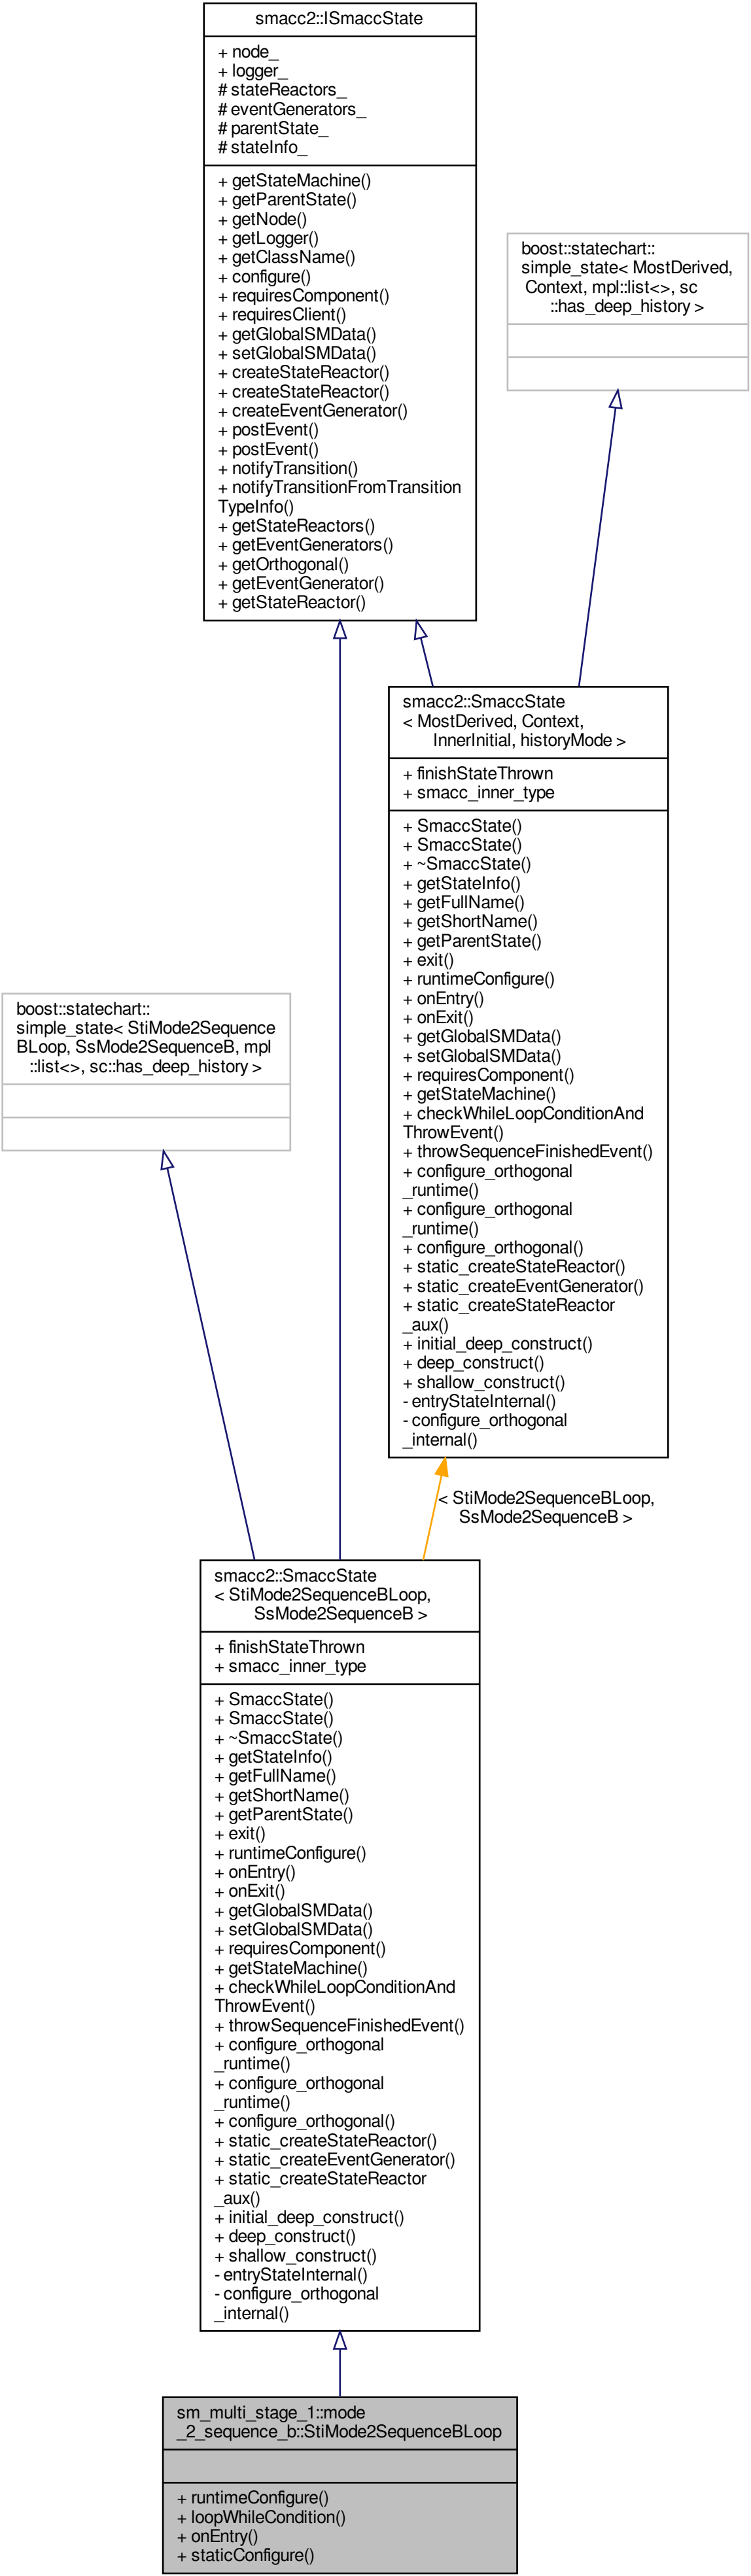 smacc2::ISmaccState
+ node_
+ logger_
# stateReactors_
# eventGenerators_
# parentState_
# stateInfo_
+ getStateMachine()
+ getParentState()
+ getNode()
+ getLogger()
+ getClassName()
+ configure()
+ requiresComponent()
+ requiresClient()
+ getGlobalSMData()
+ setGlobalSMData()
+ createStateReactor()
+ createStateReactor()
+ createEventGenerator()
+ postEvent()
+ postEvent()
+ notifyTransition()
+ notifyTransitionFromTransition
TypeInfo()
+ getStateReactors()
+ getEventGenerators()
+ getOrthogonal()
+ getEventGenerator()
+ getStateReactor()
boost::statechart::
simple_state< MostDerived,
Context, mpl::list<>, sc
::has_deep_history >
smacc2::SmaccState
< MostDerived, Context,
InnerInitial, historyMode >
+ finishStateThrown
+ smacc_inner_type
+ SmaccState()
+ SmaccState()
+ ~SmaccState()
+ getStateInfo()
+ getFullName()
+ getShortName()
+ getParentState()
+ exit()
+ runtimeConfigure()
+ onEntry()
+ onExit()
+ getGlobalSMData()
+ setGlobalSMData()
+ requiresComponent()
+ getStateMachine()
+ checkWhileLoopConditionAnd
ThrowEvent()
+ throwSequenceFinishedEvent()
+ configure_orthogonal
_runtime()
+ configure_orthogonal
_runtime()
+ configure_orthogonal()
+ static_createStateReactor()
+ static_createEventGenerator()
+ static_createStateReactor
_aux()
+ initial_deep_construct()
+ deep_construct()
+ shallow_construct()
- entryStateInternal()
- configure_orthogonal
_internal()
boost::statechart::
simple_state< StiMode2Sequence
BLoop, SsMode2SequenceB, mpl
::list<>, sc::has_deep_history >
< StiMode2SequenceBLoop,
SsMode2SequenceB >
smacc2::SmaccState
< StiMode2SequenceBLoop,
SsMode2SequenceB >
+ finishStateThrown
+ smacc_inner_type
+ SmaccState()
+ SmaccState()
+ ~SmaccState()
+ getStateInfo()
+ getFullName()
+ getShortName()
+ getParentState()
+ exit()
+ runtimeConfigure()
+ onEntry()
+ onExit()
+ getGlobalSMData()
+ setGlobalSMData()
+ requiresComponent()
+ getStateMachine()
+ checkWhileLoopConditionAnd
ThrowEvent()
+ throwSequenceFinishedEvent()
+ configure_orthogonal
_runtime()
+ configure_orthogonal
_runtime()
+ configure_orthogonal()
+ static_createStateReactor()
+ static_createEventGenerator()
+ static_createStateReactor
_aux()
+ initial_deep_construct()
+ deep_construct()
+ shallow_construct()
- entryStateInternal()
- configure_orthogonal
_internal()
sm_multi_stage_1::mode
_2_sequence_b::StiMode2SequenceBLoop
+ runtimeConfigure()
+ loopWhileCondition()
+ onEntry()
+ staticConfigure()